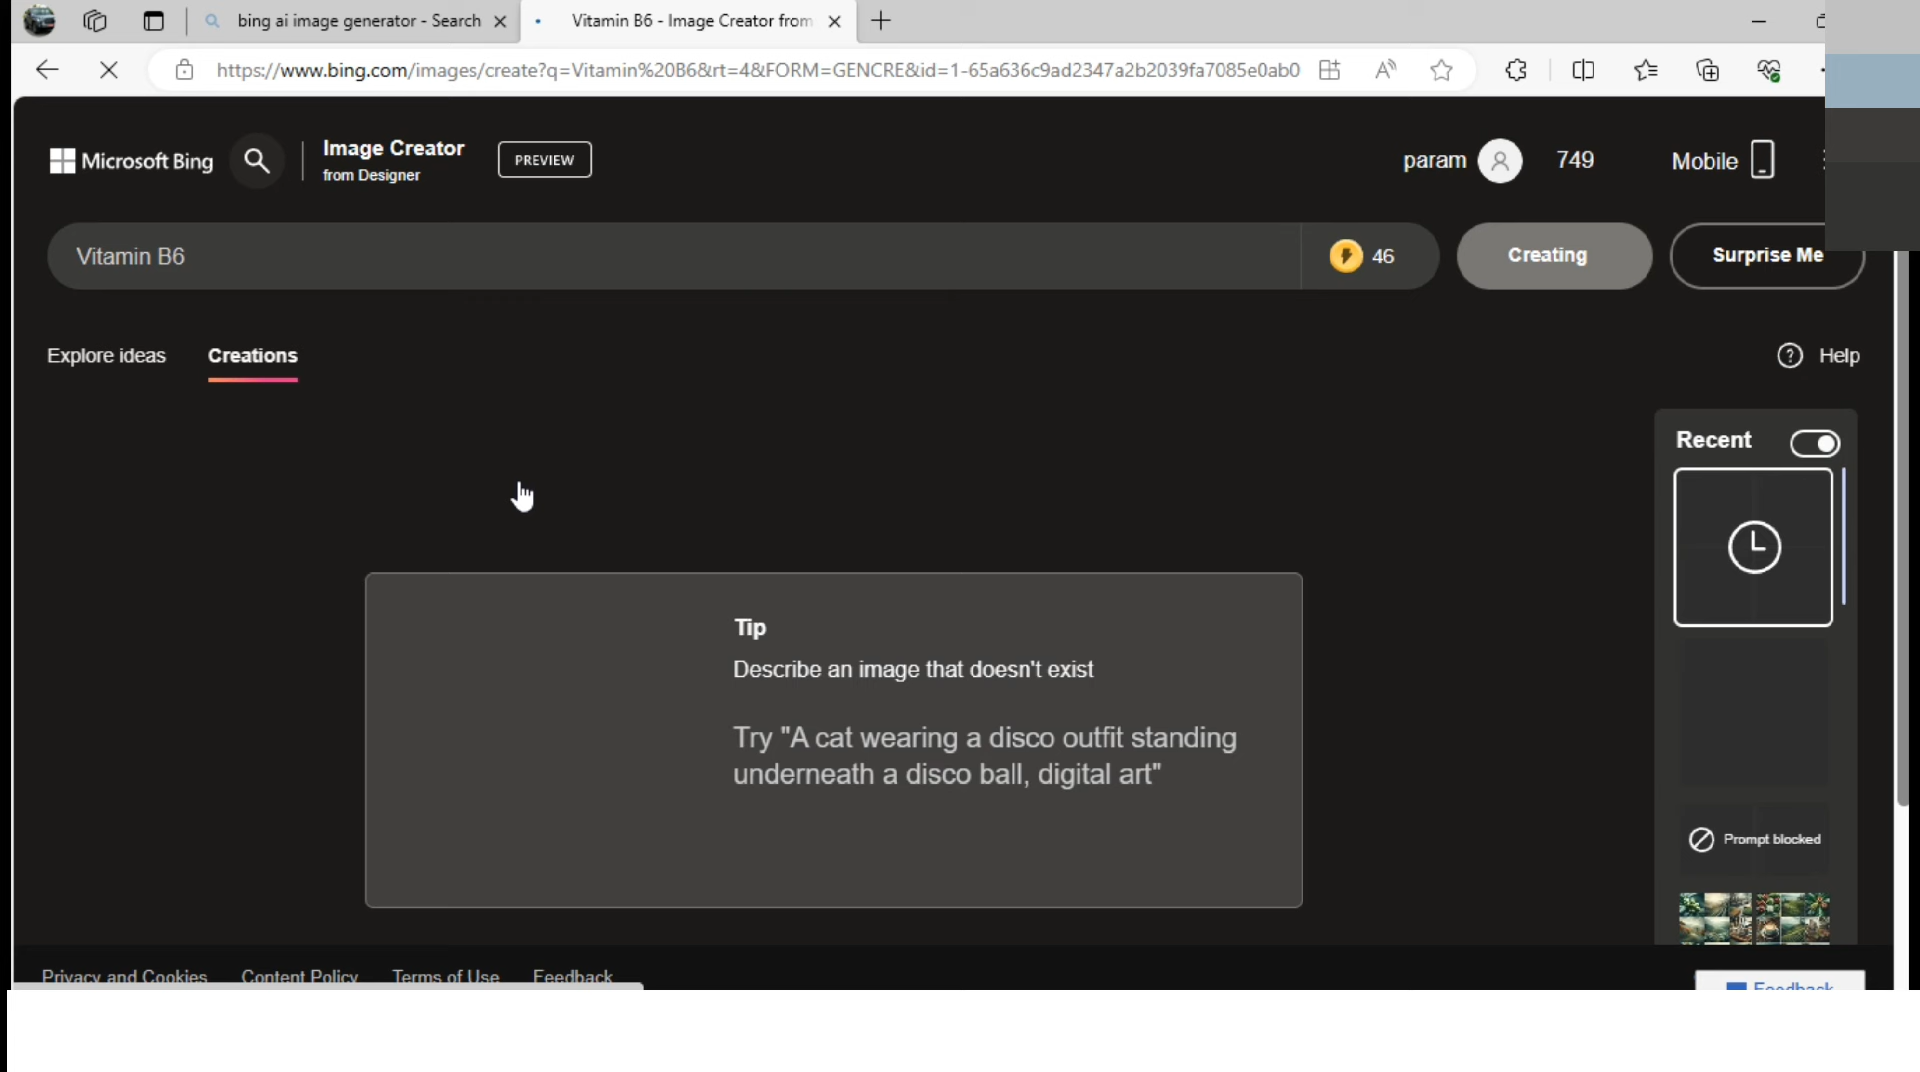 bing ai image generator - Search
Vitamin B6 - Image Creator from
https://www.bing.com/images/create?q=Vitamin%20B6&rt=4&FORM=GENCRE&id=1-65a636c9ad2347a2b2039fa7085e0ab0
Microsoft Bing
Image Creator
from Designer
PREVIEW
param
749
Mobile
Vitamin B6
46
Creating
Surprise Me
Explore ideas
Creations
Help
Recent
Tip
Describe an image that doesn't exist
Try "A cat wearing a disco outfit standing
underneath a disco ball, digital art"
Prompt blocked
Privacy and Cookies
Content Policy
Terms of Use
Feedback
Feedback